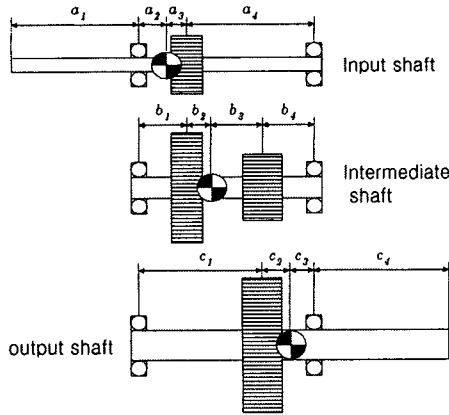 a₁ a₂ a₃ a₄
Input shaft
b₁ b₂ b₃ b₄
Intermediate
shaft
c₁ c₂ c₃ c₄
output shaft